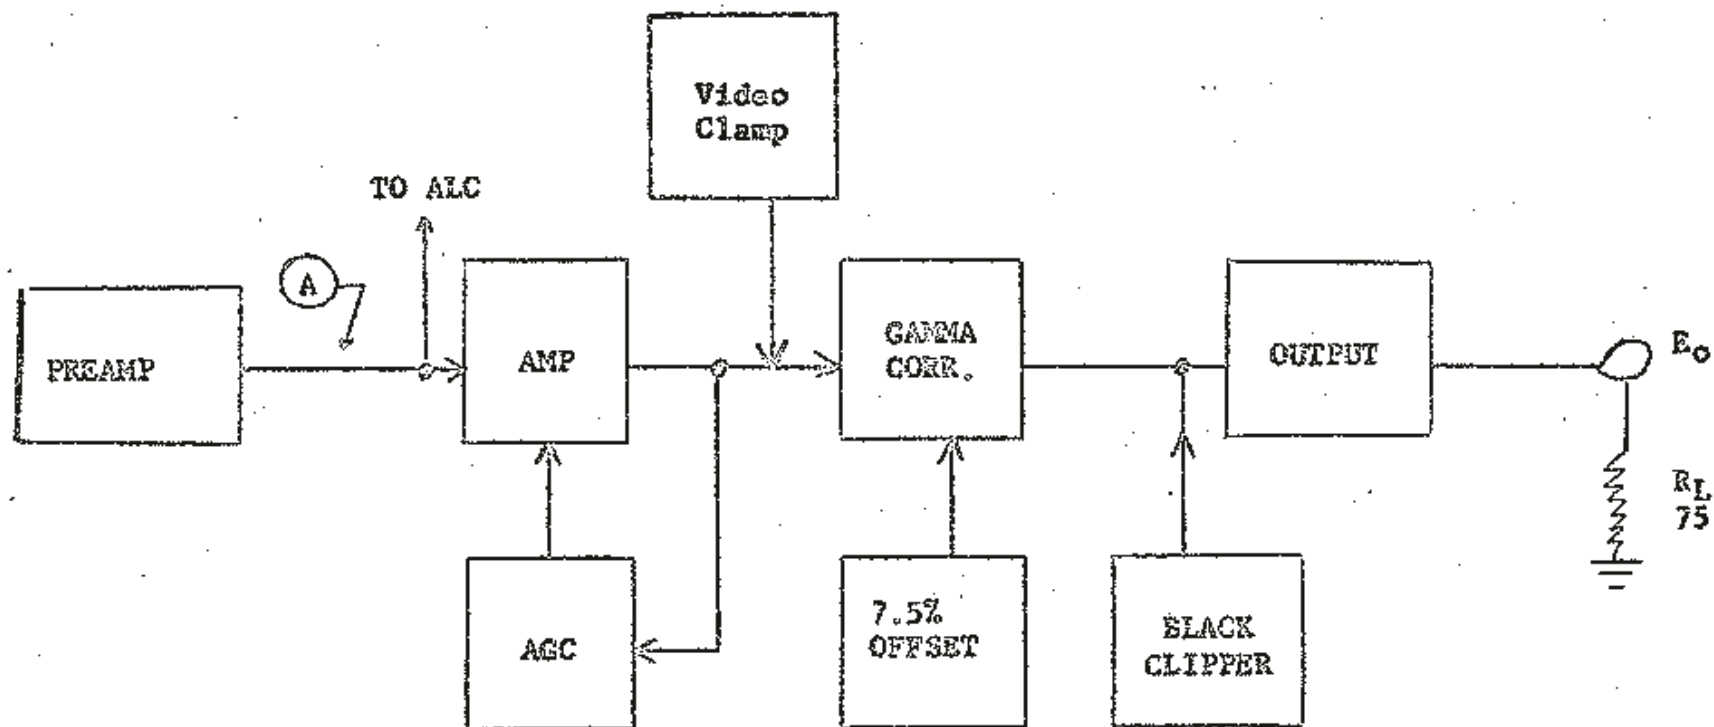 Video
Clamp
TO ALC
A
PREAMP
AMP
GAMMA
CORR.
OUTPUT
Eo
RL
75
AGC
7.5%
OFFSET
BLACK
CLIPPER